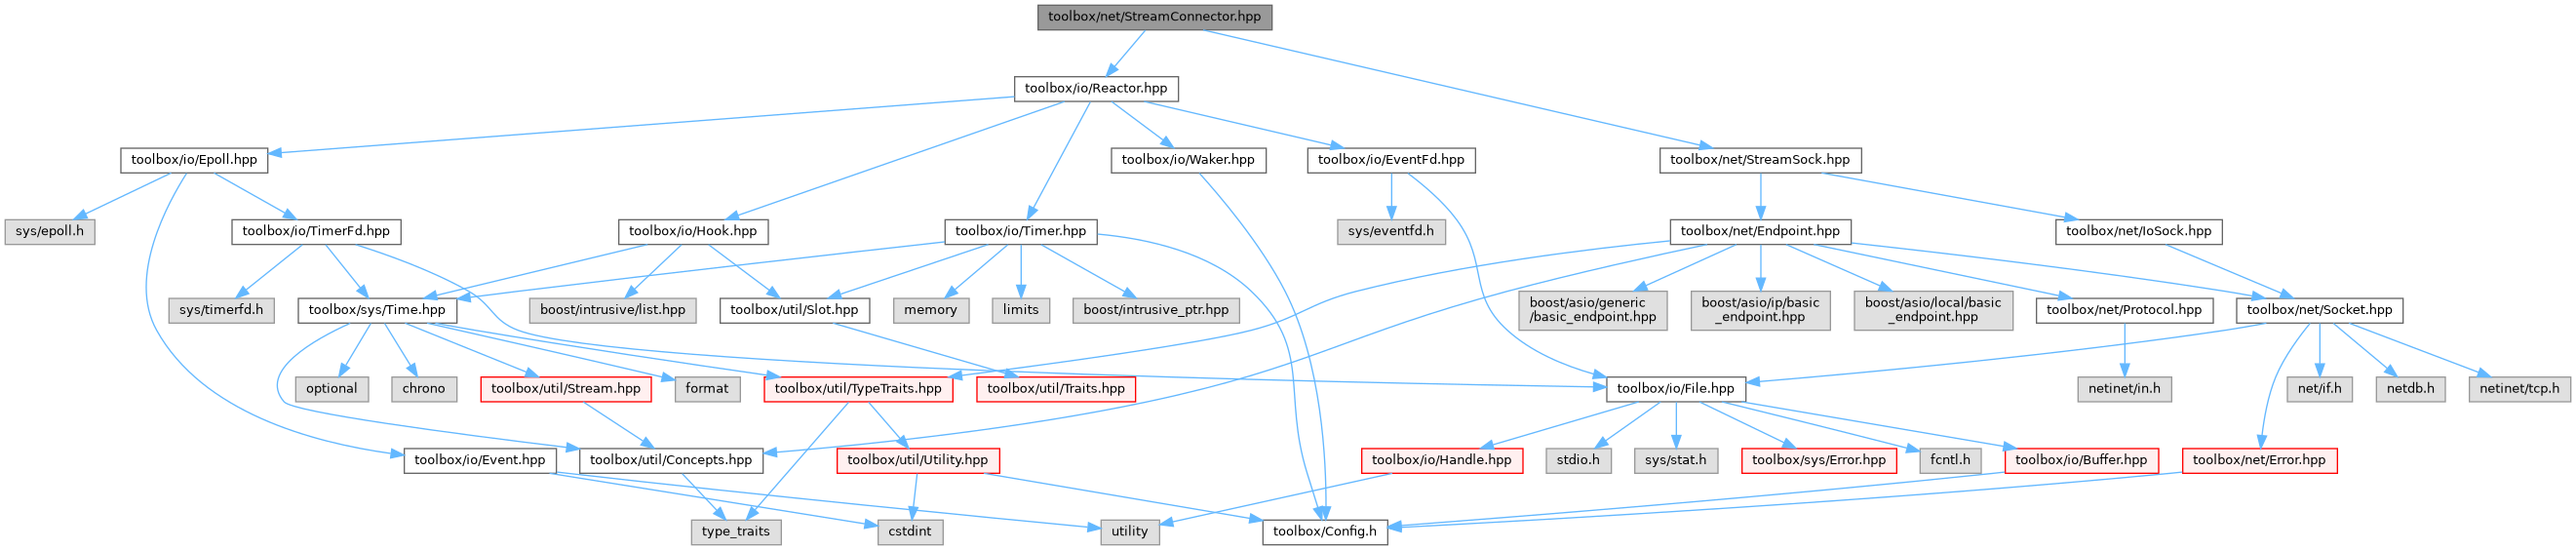 toolbox/net/StreamConnector.hpp
toolbox/io/Reactor.hpp
toolbox/io/Epoll.hpp
toolbox/io/Waker.hpp
toolbox/io/EventFd.hpp
toolbox/net/StreamSock.hpp
sys/epoll.h
toolbox/io/TimerFd.hpp
toolbox/io/Hook.hpp
toolbox/io/Timer.hpp
sys/eventfd.h
toolbox/net/Endpoint.hpp
toolbox/net/IoSock.hpp
sys/timerfd.h
toolbox/sys/Time.hpp
boost/intrusive/list.hpp
toolbox/util/Slot.hpp
memory
limits
boost/intrusive_ptr.hpp
boost/asio/generic
/basic_endpoint.hpp
boost/asio/ip/basic
_endpoint.hpp
boost/asio/local/basic
_endpoint.hpp
toolbox/net/Protocol.hpp
toolbox/net/Socket.hpp
optional
chrono
toolbox/util/Stream.hpp
format
toolbox/util/TypeTraits.hpp
toolbox/util/Traits.hpp
toolbox/io/File.hpp
netinet/in.h
net/if.h
netdb.h
netinet/tcp.h
toolbox/io/Event.hpp
toolbox/util/Concepts.hpp
toolbox/util/Utility.hpp
toolbox/io/Handle.hpp
stdio.h
sys/stat.h
toolbox/sys/Error.hpp
fcntl.h
toolbox/io/Buffer.hpp
toolbox/net/Error.hpp
type_traits
cstdint
utility
toolbox/Config.h